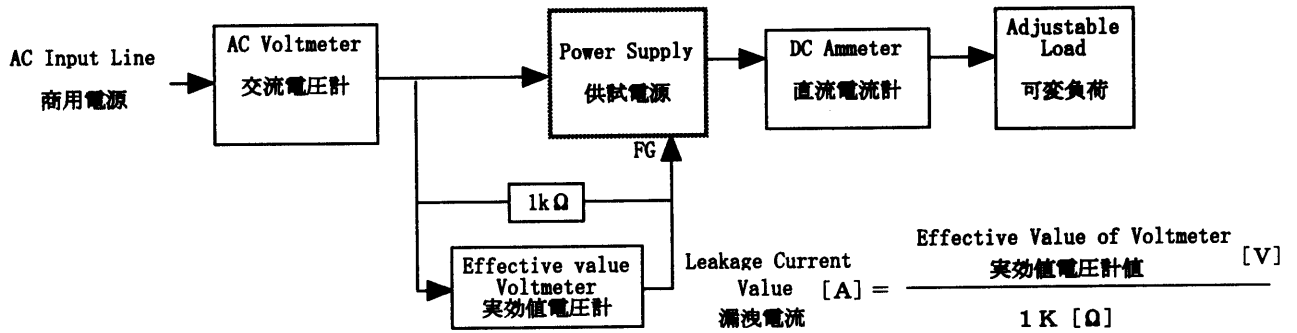 AC Input Line
商用電源
AC Voltmeter
交流電圧計
Power Supply
供試電源
DC Ammeter
直流電流計
Adjustable
Load
可変負荷
FG
1kΩ
Effective value
Voltmeter
実効値電圧計
Leakage Current
Value [A] =
漏洩電流
Effective Value of Voltmeter
実効値電圧計値 [V]
1K [Ω]